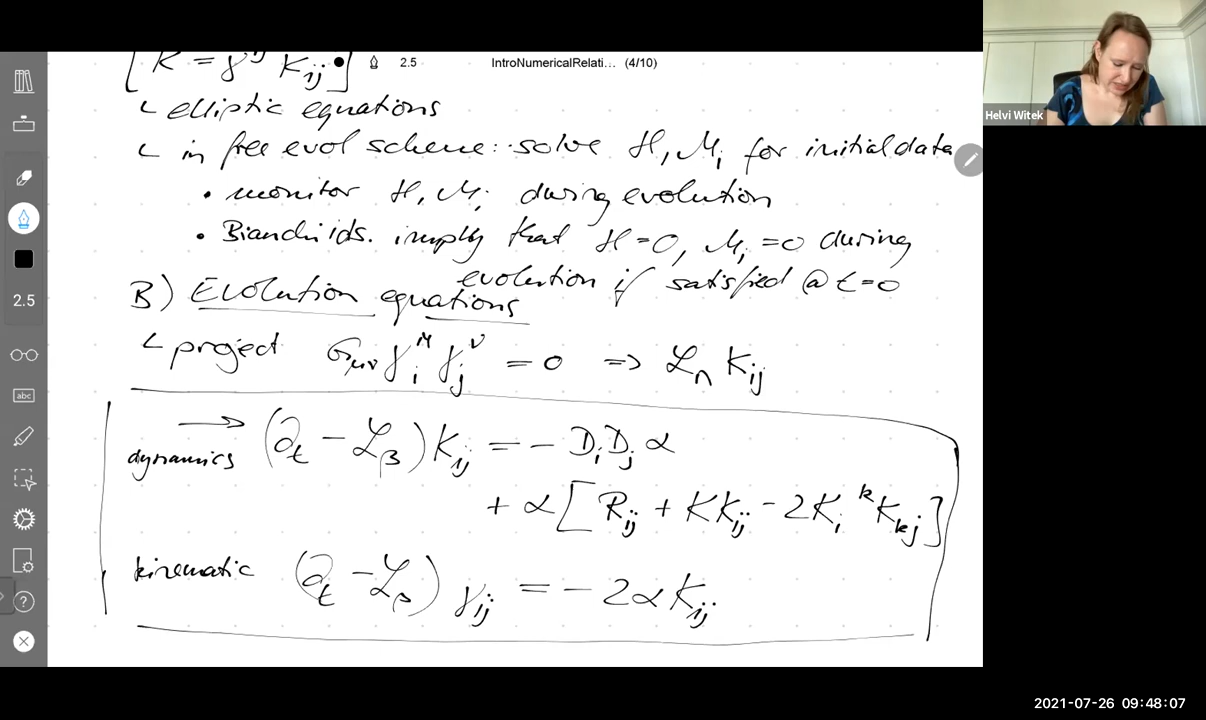 [K = γ^{ij} K_{ij}]
2.5
IntroNumericalRelati... (4/10)
Helvi Witek
↳ elliptic equations
↳ in free evol scheme: solve H, M_i for initial data
• monitor H, M_i during evolution
• Bianchi ids. imply that H=0, M_i=0 during
evolution if satisfied @ t=0
B) Evolution equations
2.5
↳ project G_{μν} γ^μ_i γ^ν_j = 0 => ℒ_n K_{ij}
abc
→ (∂_t - ℒ_β) K_{ij} = - D_i D_j α
dynamics
+ α [R_{ij} + K K_{ij} - 2 K_i^k K_{kj}]
kinematic (∂_t - ℒ_β) γ_{ij} = - 2 α K_{ij}
2021-07-26 09:48:07